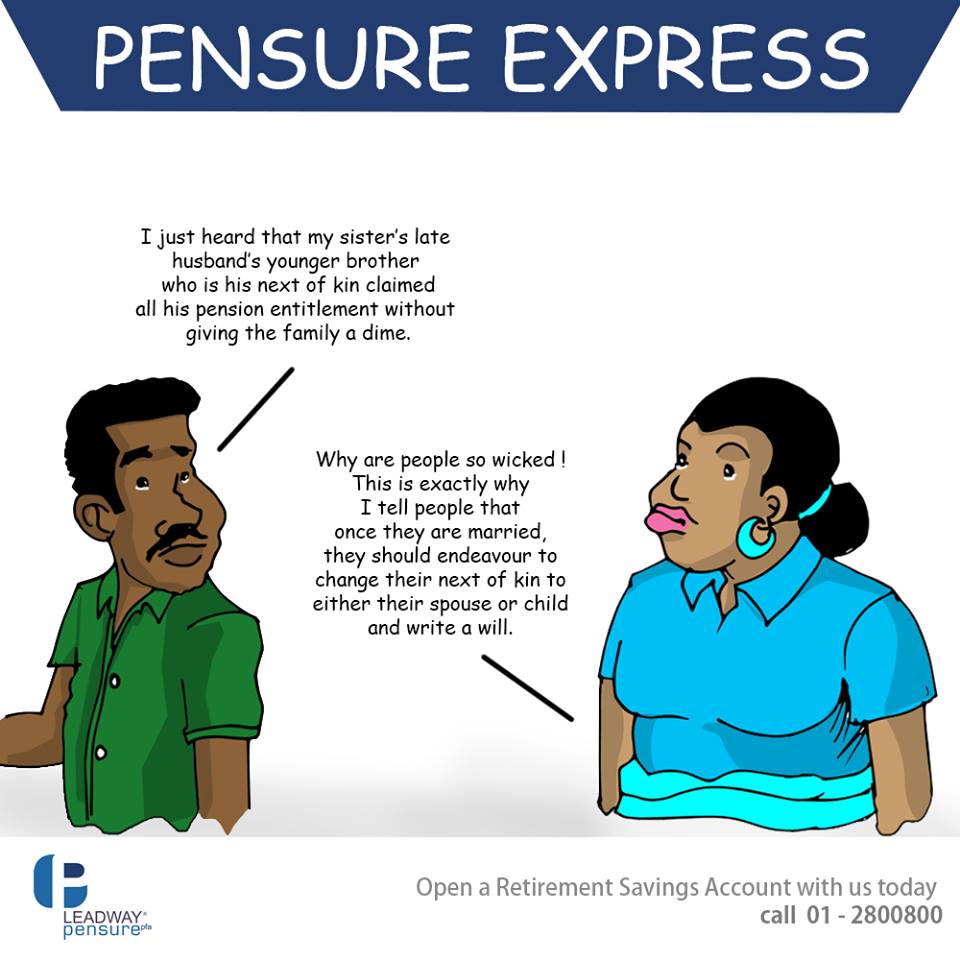 PENSURE EXPRESS
I just heard that my sister's late
husband's younger brother
who is his next of kin claimed
all his pension entitlement without
giving the family a dime.
Why are people so wicked !
This is exactly why
I tell people that
once they are married,
they should endeavour to
change their next of kin to
either their spouse or child
and write a will.
LEADWAY®
pensure pfa
Open a Retirement Savings Account with us today
call 01 - 2800800